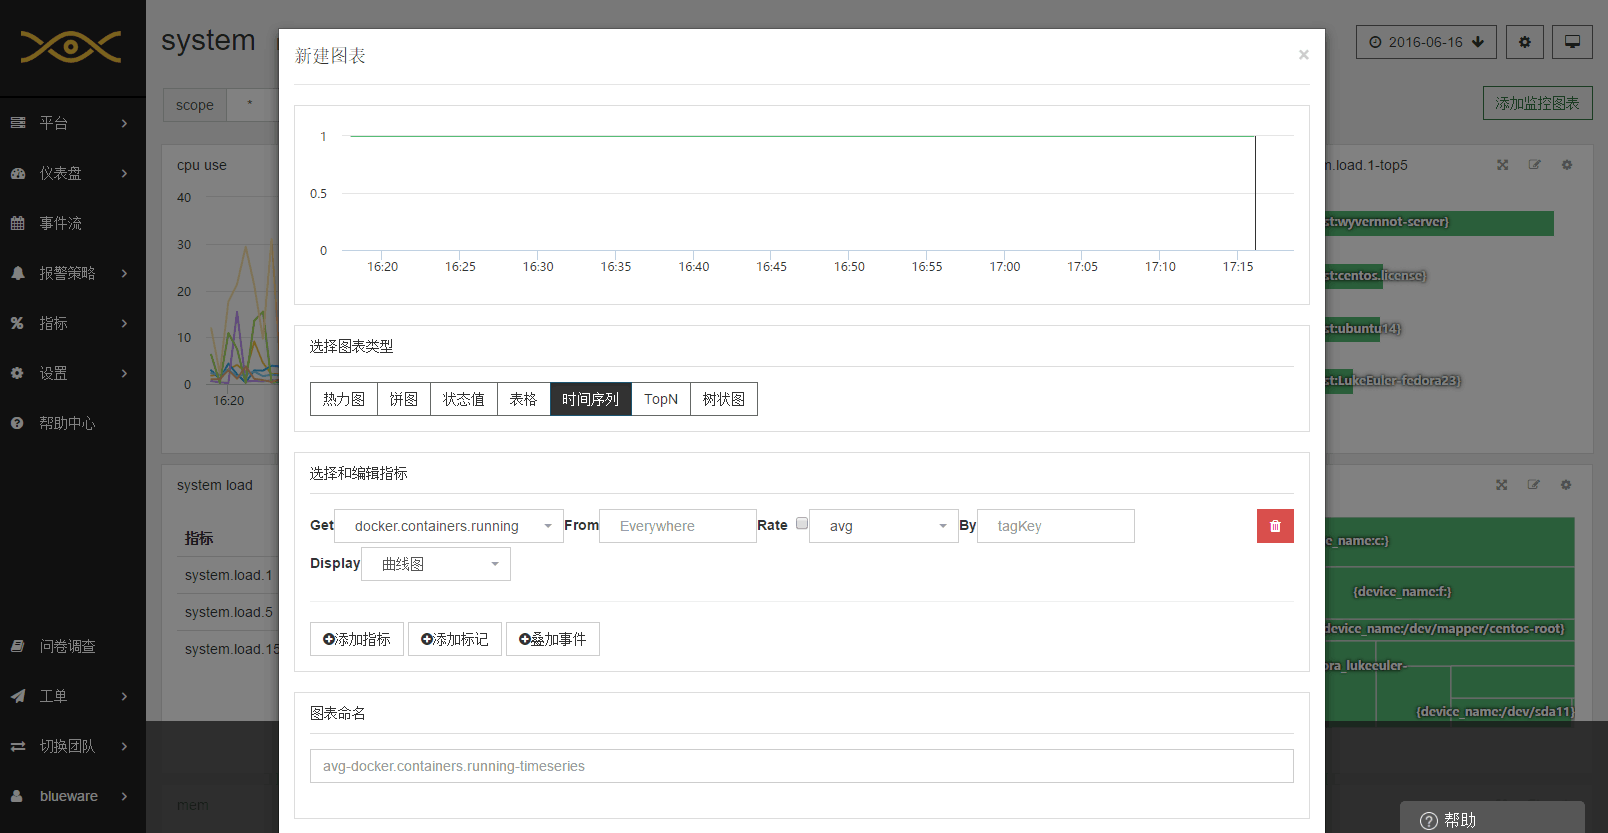 system
2016-06-16
scope
*
添加监控图表
平台
仪表盘
事件流
报警策略
指标
设置
帮助中心
问卷调查
工单
切换团队
blueware
cpu use
40
30
20
10
0
16:20
system load
指标
system.load.1
system.load.5
system.load.15
mem
新建图表
×
1
0.5
0
16:20 16:25 16:30 16:35 16:40 16:45 16:50 16:55 17:00 17:05 17:10 17:15
选择图表类型
热力图 饼图 状态值 表格 时间序列 TopN 树状图
选择和编辑指标
Get docker.containers.running From Everywhere Rate avg By tagKey
Display 曲线图
添加指标 添加标记 叠加事件
图表命名
avg-docker.containers.running-timeseries
m.load.1-top5
st:wyvernnot-server}
st:centos.license}
st:ubuntu14}
st:LukeEuler-fedora23}
e_name:c:}
{device_name:f:}
device_name:/dev/mapper/centos-root}
ora_lukeeuler-
{device_name:/dev/sda11}
帮助